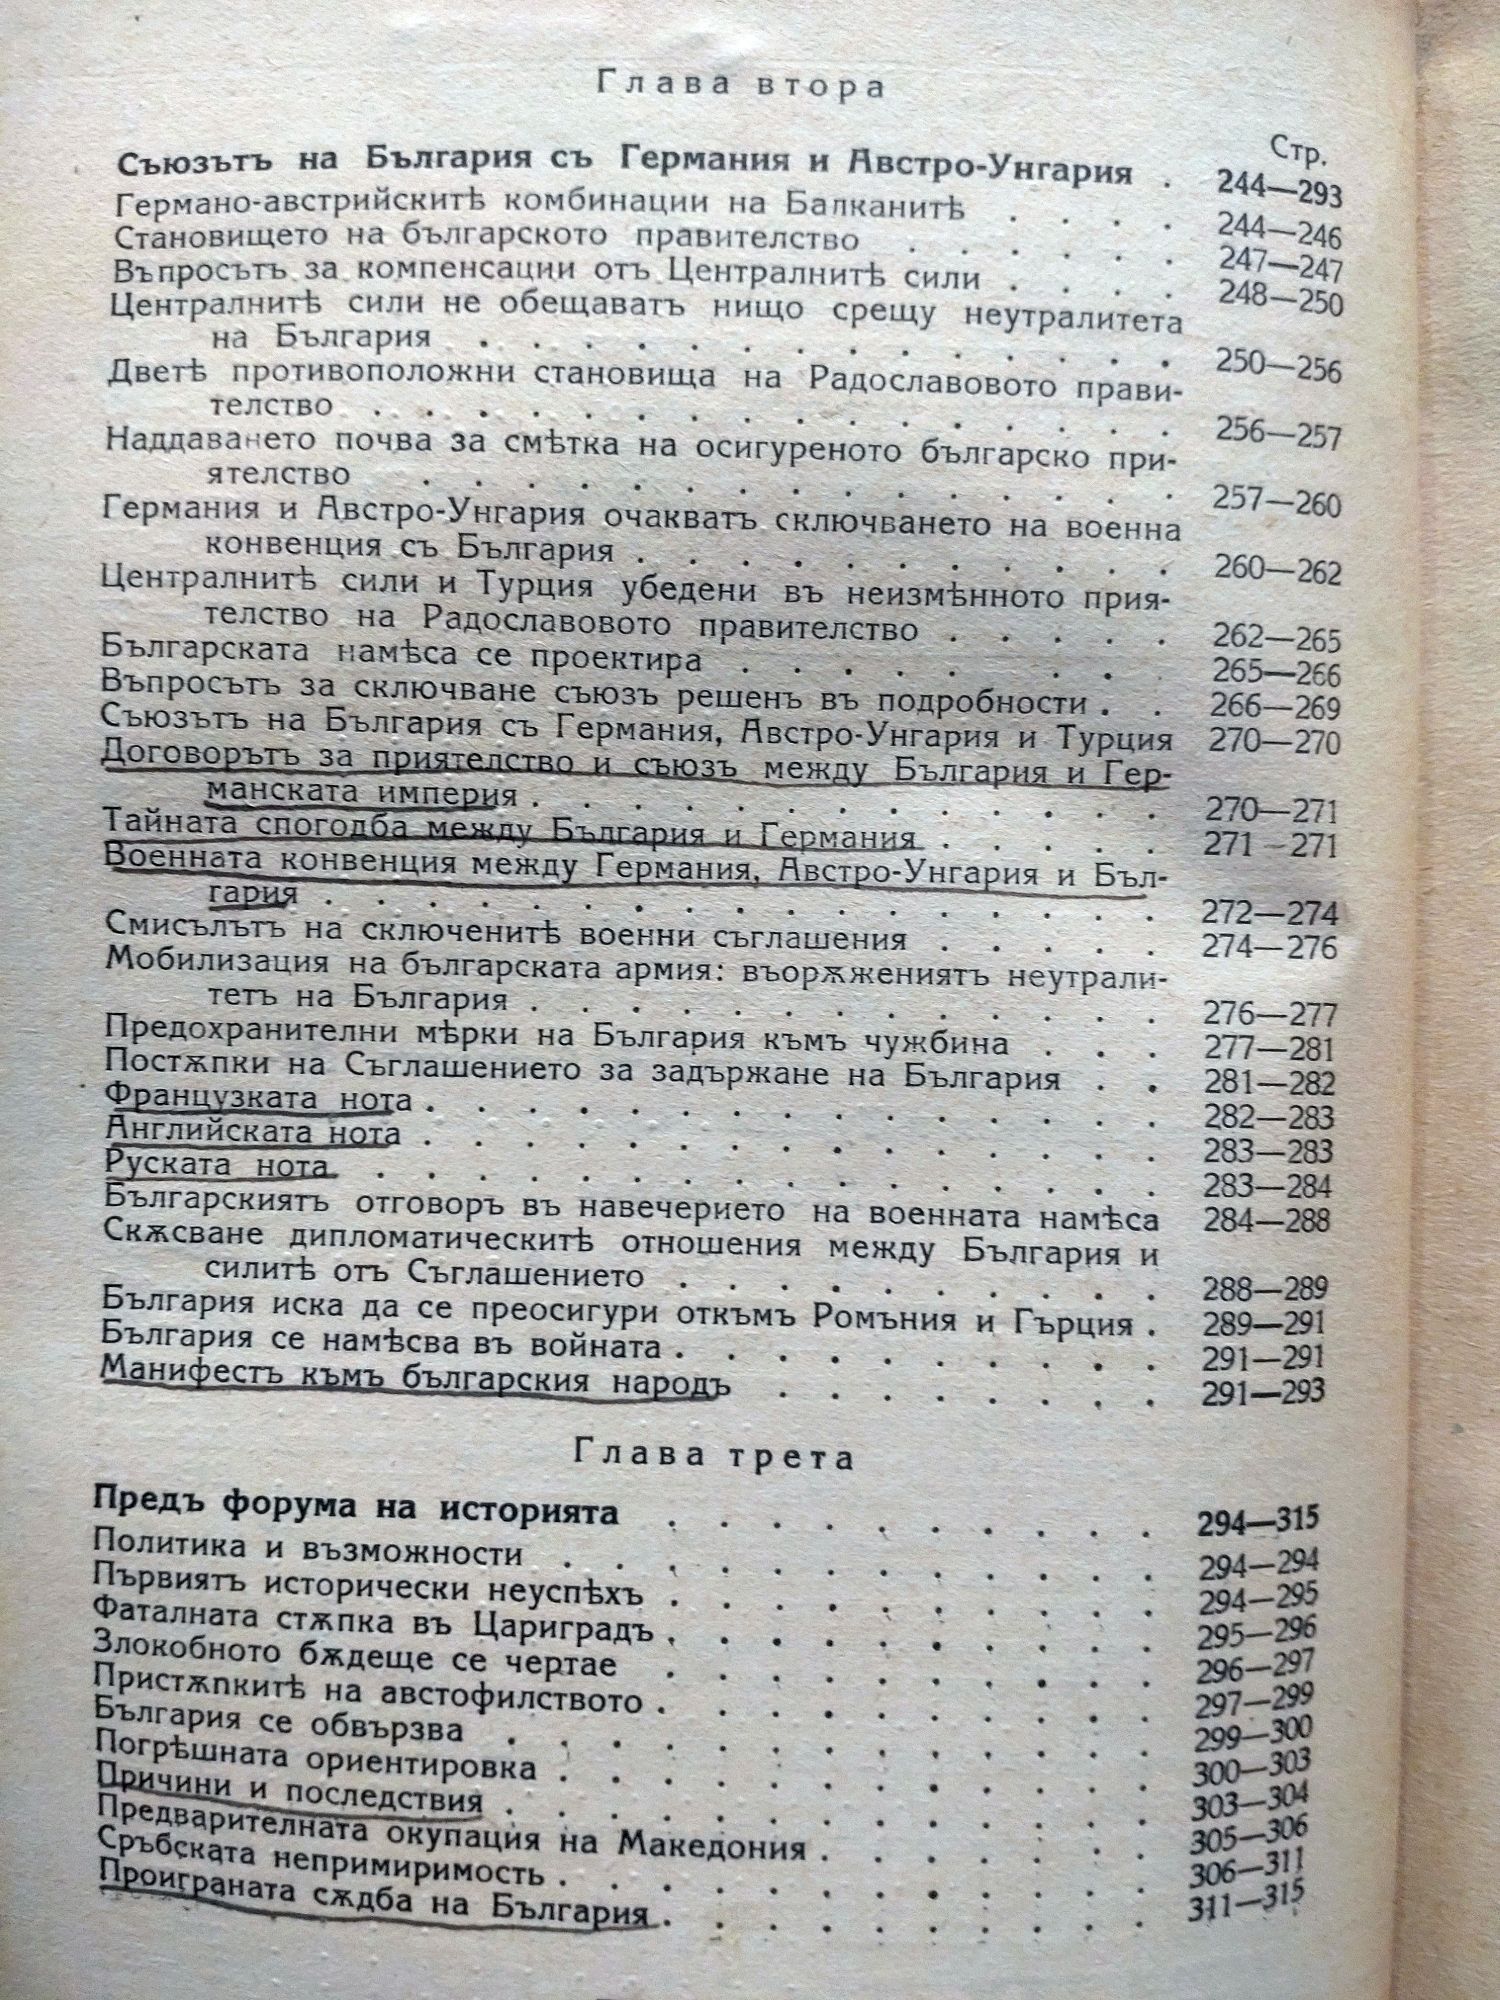 Глава втора
Стр.
Съюзътъ на България съ Германия и Австро-Унгария . 244—293
Германо-австрийскитѣ комбинации на Балканитѣ . . . . 244—246
Становището на българското правителство . . . . . . 247—247
Въпросътъ за компенсации отъ Централнитѣ сили . . . . 248—250
Централнитѣ сили не обещаватъ нищо срещу неутралитета
на България . . . . . . . . . . . . . . 250—256
Дветѣ противоположни становища на Радославовото прави-
телство . . . . . . . . . . . . . . . . 256—257
Наддаването почва за смѣтка на осигуреното българско при-
ятелство . . . . . . . . . . . . . . . 257—260
Германия и Австро-Унгария очакватъ сключването на военна
конвенция съ България . . . . . . . . . . . 260—262
Централнитѣ сили и Турция убедени въ неизмѣнното прия-
телство на Радославовото правителство . . . . . 262—265
Българската намѣса се проектира . . . . . . . . . 265—266
Въпросътъ за сключване съюзъ решенъ въ подробности . . 266—269
Съюзътъ на България съ Германия, Австро-Унгария и Турция 270—270
Договорътъ за приятелство и съюзъ между България и Гер-
манската империя . . . . . . . . . . . . . 270—271
Тайната спогодба между България и Германия . . . . . 271—271
Военната конвенция между Германия, Австро-Унгария и Бъл-
гария . . . . . . . . . . . . . . . . . 272—274
Смисълътъ на сключенитѣ военни съглашения . . . . . 274—276
Мобилизация на българската армия: въорѫжениятъ неутрали-
тетъ на България . . . . . . . . . . . . . 276—277
Предохранителни мѣрки на България към​ъ чужбина . . . 277—281
Постѫпки на Съглашението за задържане на България . . 281—282
Французката нота . . . . . . . . . . . . . . . 282—283
Английската нота . . . . . . . . . . . . . . . 283—283
Руската нота . . . . . . . . . . . . . . . . 283—284
Българскиятъ отговоръ въ навечерието на военната намѣса 284—288
Скѫсване дипломатическитѣ отношения между България и
силитѣ отъ Съглашението . . . . . . . . . . 288—289
България иска да се преосигури откъмъ Ромъния и Гърция . 289—291
България се намѣсва въ войната . . . . . . . . . . 291—291
Манифестъ къмъ българския народъ . . . . . . . . 291—293
Глава трета
Предъ форума на историята . . . . . . . . . . 294—315
Политика и възможности . . . . . . . . . . . . 294—294
Първиятъ исторически неуспѣхъ . . . . . . . . . . 294—295
Фаталната стѫпка въ Цариградъ . . . . . . . . . . 295—296
Злокобното бѫдеще се чертае . . . . . . . . . . 296—297
Пристѫпкитѣ на австофилството . . . . . . . . . . 297—299
България се обвързва . . . . . . . . . . . . . 299—300
Погрѣшната ориентировка . . . . . . . . . . . . 300—303
Причини и последствия . . . . . . . . . . . . . 303—304
Предварителната окупация на Македония . . . . . . . 305—306
Сръбската непримиримость . . . . . . . . . . . . 306—311
Проиграната сѫдба на България . . . . . . . . . . 311—315